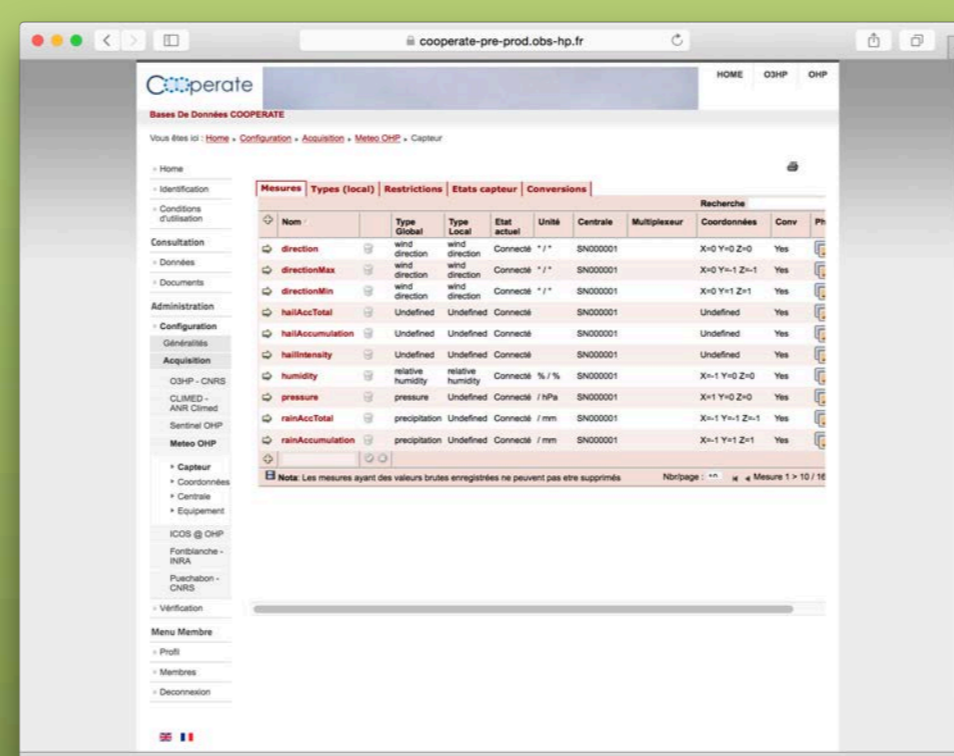 cooperate-pre-prod.obs-hp.fr
Cooperate
HOME O3HP OHP
Bases De Données COOPERATE
Vous êtes ici : Home » Configuration » Acquisition » Meteo OHP » Capteur
Home
Identification
Conditions
d'utilisation
Consultation
Données
Documents
Administration
Configuration
Généralités
Acquisition
O3HP - CNRS
CLIMED -
ANR Climed
Sentinel OHP
Meteo OHP
Capteur
Coordonnées
Centrale
Equipement
ICOS @ OHP
Fontblanche -
INRA
Puechabon -
CNRS
Vérification
Menu Membre
Profil
Membres
Deconnexion
Mesures Types (local) Restrictions Etats capteur Conversions
Recherche
Nom Type Global Type Local Etat actuel Unité Centrale Multiplexeur Coordonnées Conv Ph
direction wind direction wind direction Connecté ° / ° SN000001 X=0 Y=0 Z=0 Yes
directionMax wind direction wind direction Connecté ° / ° SN000001 X=0 Y=-1 Z=-1 Yes
directionMin wind direction wind direction Connecté ° / ° SN000001 X=0 Y=-1 Z=1 Yes
hailAccTotal Undefined Undefined Connecté SN000001 Undefined Yes
hailAccumulation Undefined Undefined Connecté SN000001 Undefined Yes
hailIntensity Undefined Undefined Connecté SN000001 Undefined Yes
humidity relative humidity relative humidity Connecté % / % SN000001 X=-1 Y=0 Z=0 Yes
pressure pressure Undefined Connecté / hPa SN000001 X=1 Y=0 Z=0 Yes
rainAccTotal precipitation Undefined Connecté / mm SN000001 X=-1 Y=-1 Z=-1 Yes
rainAccumulation precipitation Undefined Connecté / mm SN000001 X=-1 Y=1 Z=1 Yes
Nota: Les mesures ayant des valeurs brutes enregistrées ne peuvent pas etre supprimés Nbr/page : Mesure 1 > 10 / 16